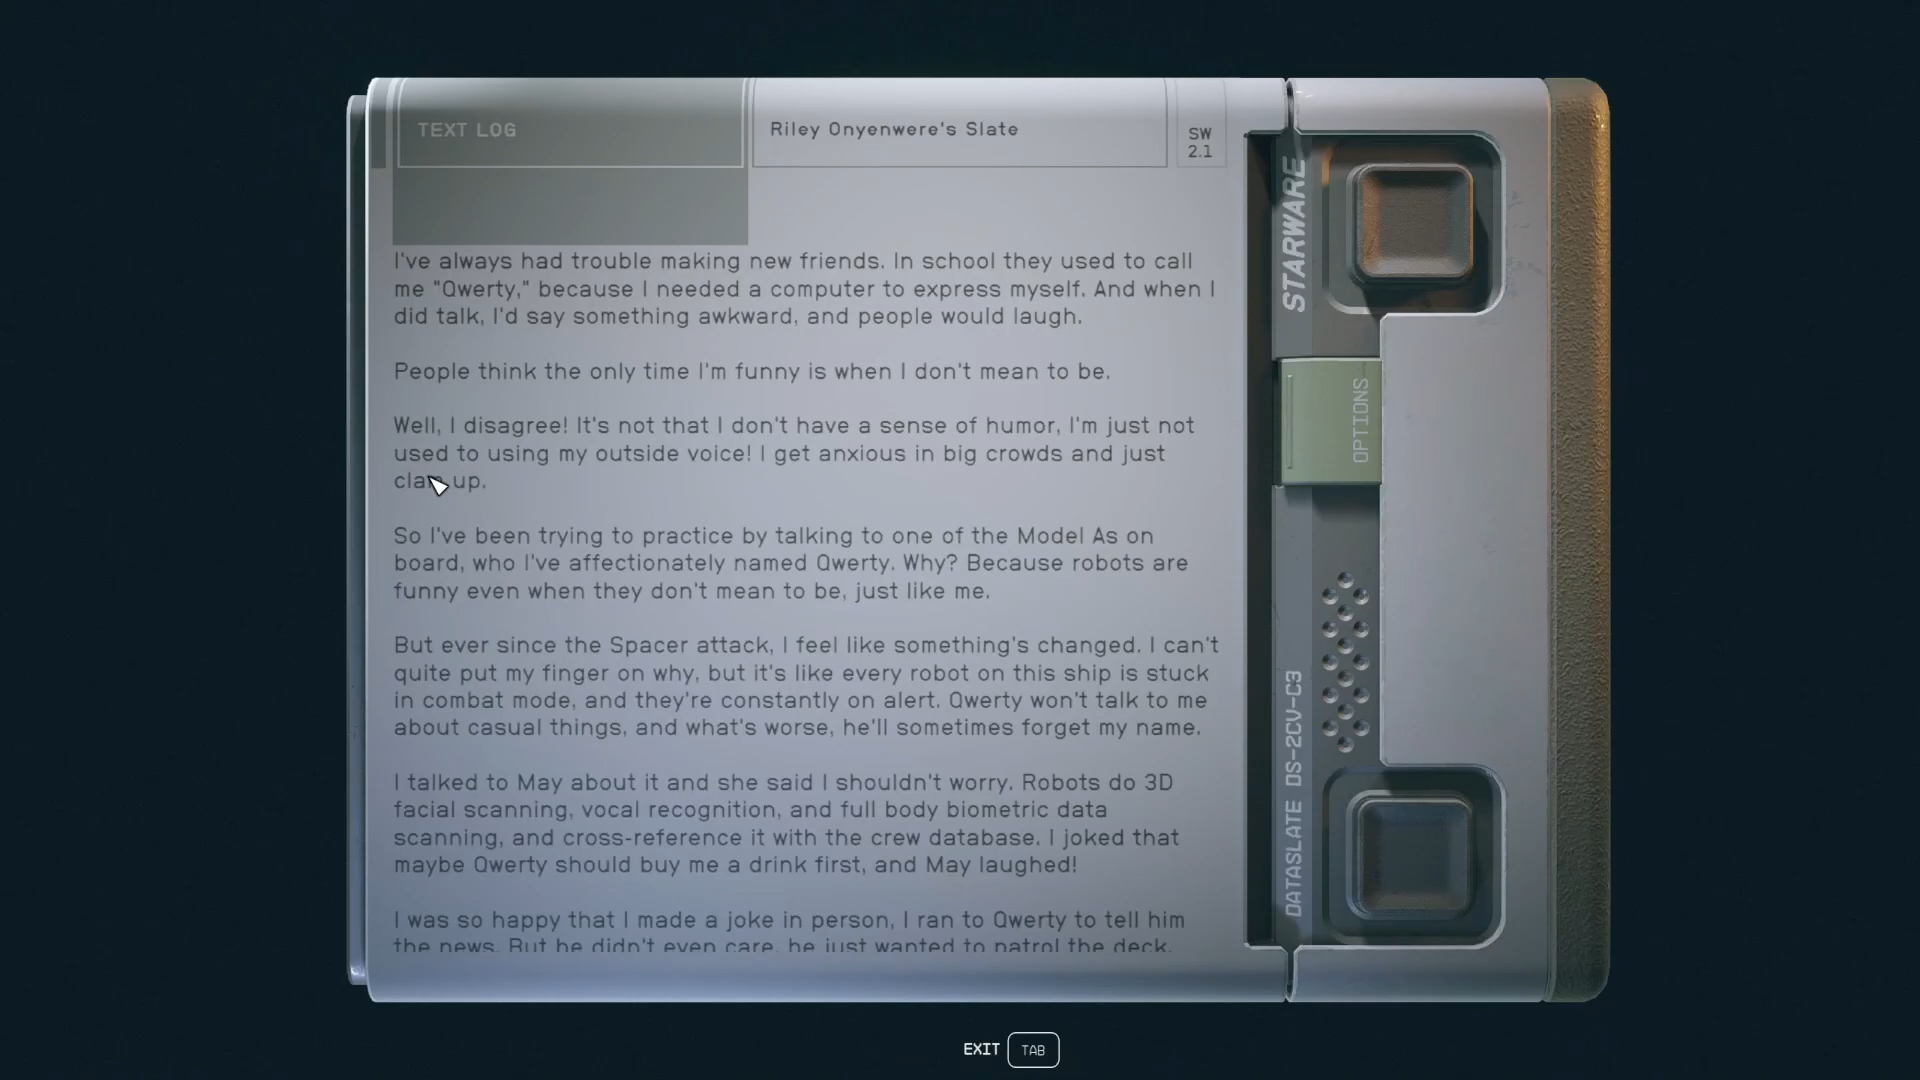 TEXT LOG
Riley Onyenwere's Slate
SW
2.1
I've always had trouble making new friends. In school they used to call
me "Qwerty," because I needed a computer to express myself. And when I
did talk, I'd say something awkward, and people would laugh.
People think the only time I'm funny is when I don't mean to be.
Well, I disagree! It's not that I don't have a sense of humor, I'm just not
used to using my outside voice! I get anxious in big crowds and just
clam up.
So I've been trying to practice by talking to one of the Model As on
board, who I've affectionately named Qwerty. Why? Because robots are
funny even when they don't mean to be, just like me.
But ever since the Spacer attack, I feel like something's changed. I can't
quite put my finger on why, but it's like every robot on this ship is stuck
in combat mode, and they're constantly on alert. Qwerty won't talk to me
about casual things, and what's worse, he'll sometimes forget my name.
I talked to May about it and she said I shouldn't worry. Robots do 3D
facial scanning, vocal recognition, and full body biometric data
scanning, and cross-reference it with the crew database. I joked that
maybe Qwerty should buy me a drink first, and May laughed!
I was so happy that I made a joke in person, I ran to Qwerty to tell him
the news. But he didn't even care, he just wanted to patrol the deck.
STARWARE
OPTIONS
DATASLATE DS-2CV-C3
EXIT TAB